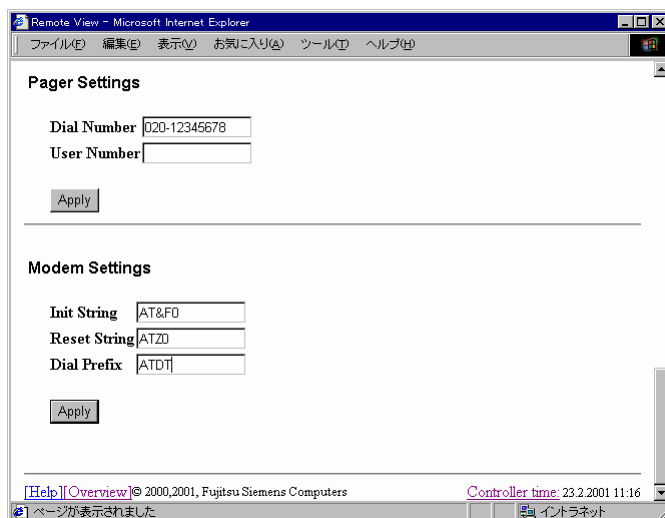 Remote View - Microsoft Internet Explorer
ファイル(F) 編集(E) 表示(V) お気に入り(A) ツール(T) ヘルプ(H)
Pager Settings
Dial Number 020-12345678
User Number
Apply
Modem Settings
Init String AT&F0
Reset String ATZ0
Dial Prefix ATDT
Apply
[Help][Overview]© 2000,2001, Fujitsu Siemens Computers Controller time: 23.2.2001 11:16
ページが表示されました イントラネット